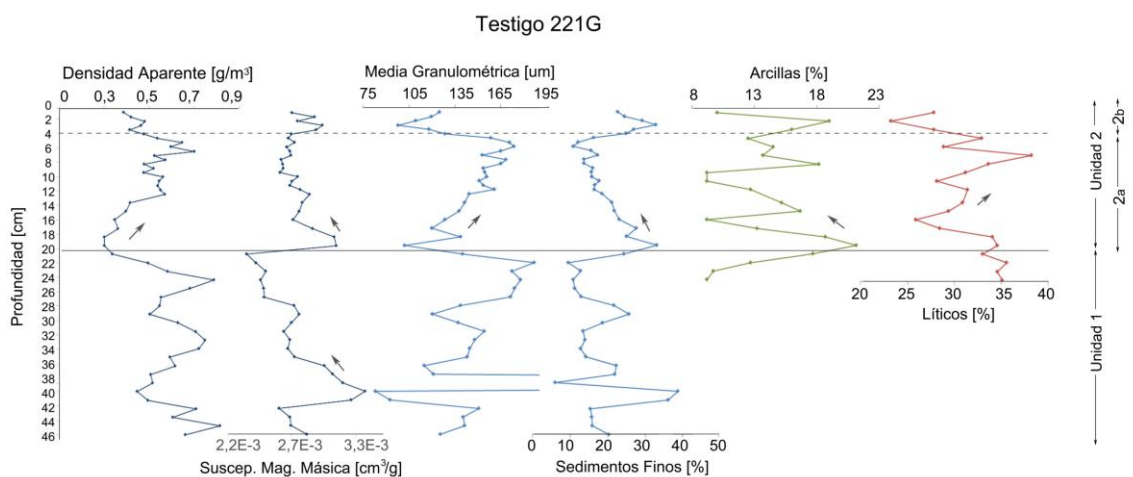 Testigo 221G
Densidad Aparente [g/m³]
0 0,3 0,5 0,7 0,9
Media Granulométrica [um]
75 105 135 165 195
Arcillas [%]
8 13 18 23
Profundidad [cm]
0
2
4
6
8
10
12
14
16
18
20
22
24
26
28
30
32
34
36
38
40
42
44
46
2,2E-3 2,7E-3 3,3E-3
Suscep. Mag. Másica [cm³/g]
0 10 20 30 40 50
Sedimentos Finos [%]
20 25 30 35 40
Líticos [%]
Unidad 2
2b
2a
Unidad 1